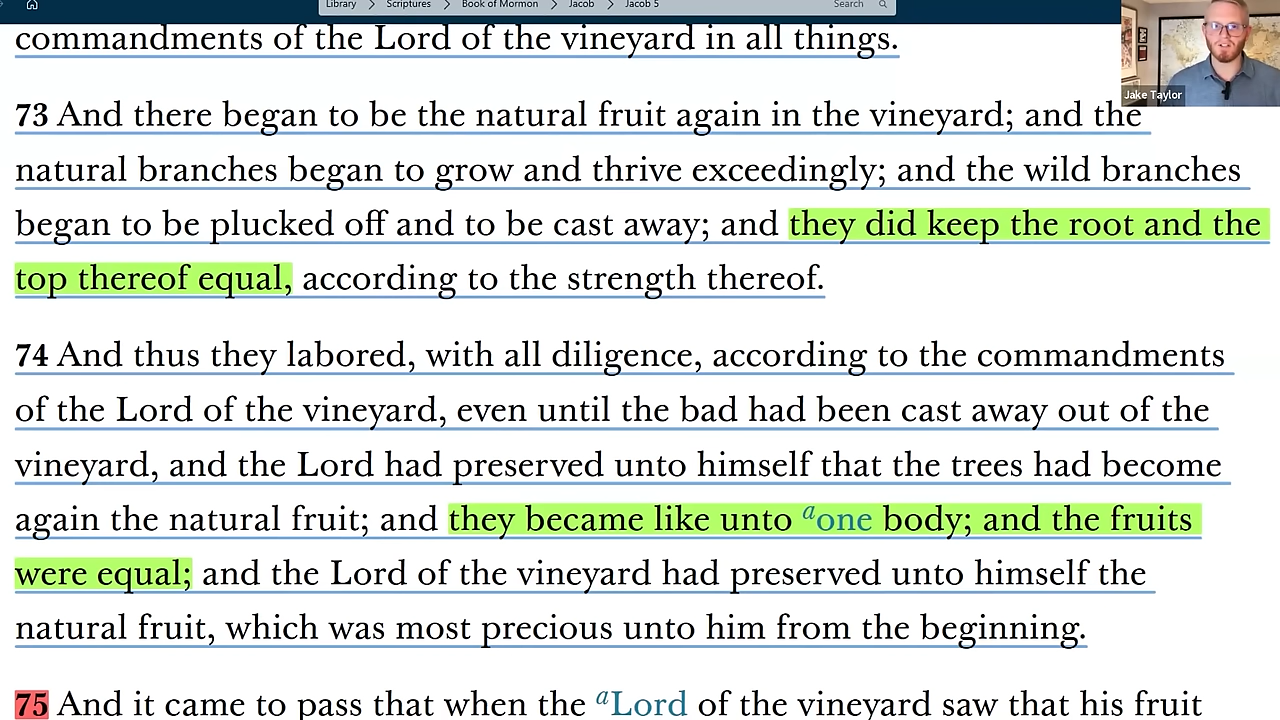 Library Scriptures Book of Mormon Jacob Jacob 5 Search
commandments of the Lord of the vineyard in all things.
Jake Taylor
73 And there began to be the natural fruit again in the vineyard; and the
natural branches began to grow and thrive exceedingly; and the wild branches
began to be plucked off and to be cast away; and they did keep the root and the
top thereof equal, according to the strength thereof.
74 And thus they labored, with all diligence, according to the commandments
of the Lord of the vineyard, even until the bad had been cast away out of the
vineyard, and the Lord had preserved unto himself that the trees had become
again the natural fruit; and they became like unto a one body; and the fruits
were equal; and the Lord of the vineyard had preserved unto himself the
natural fruit, which was most precious unto him from the beginning.
75 And it came to pass that when the a Lord of the vineyard saw that his fruit